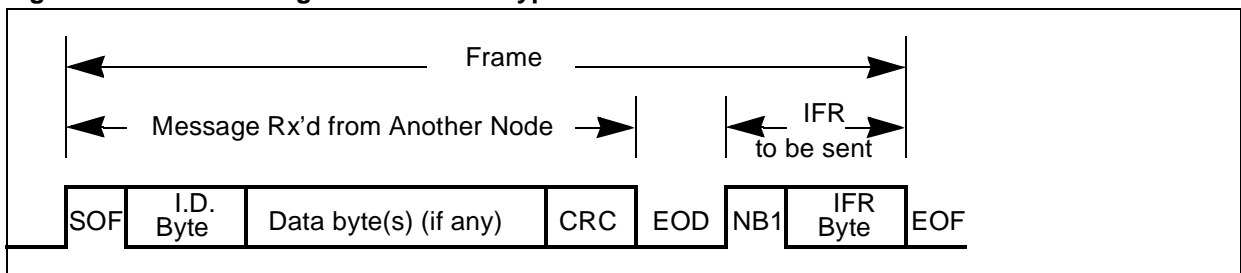 Frame
Message Rx'd from Another Node
IFR
to be sent
SOF
I.D.
Byte
Data byte(s) (if any)
CRC
EOD
NB1
IFR
Byte
EOF